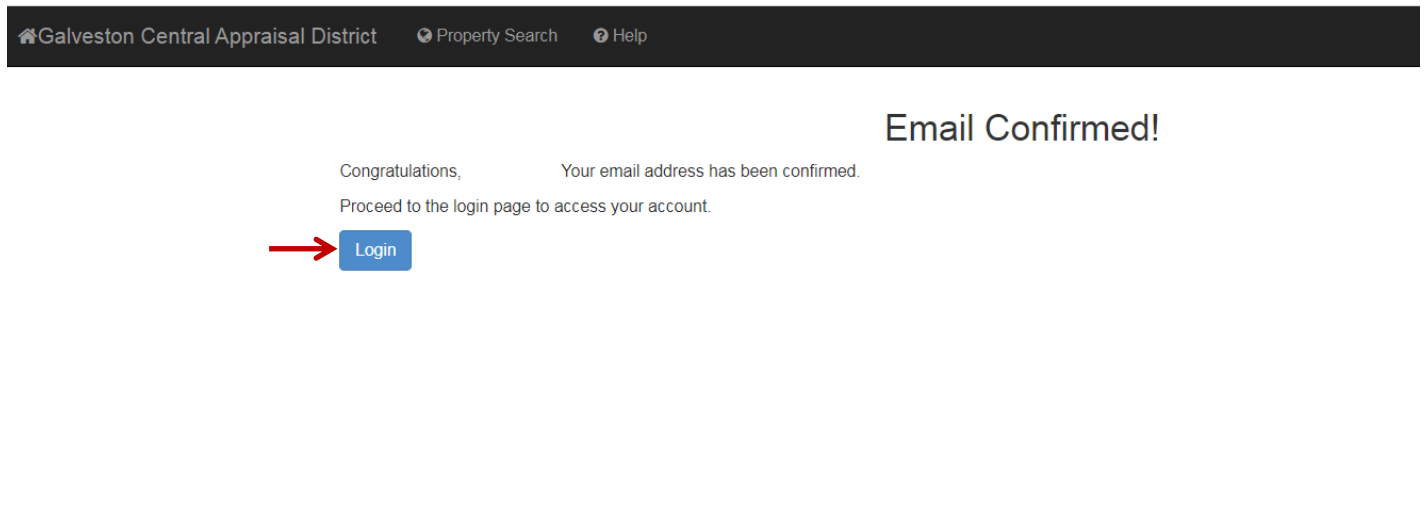 Galveston Central Appraisal District Property Search Help
Email Confirmed!
Congratulations, Your email address has been confirmed.
Proceed to the login page to access your account.
Login